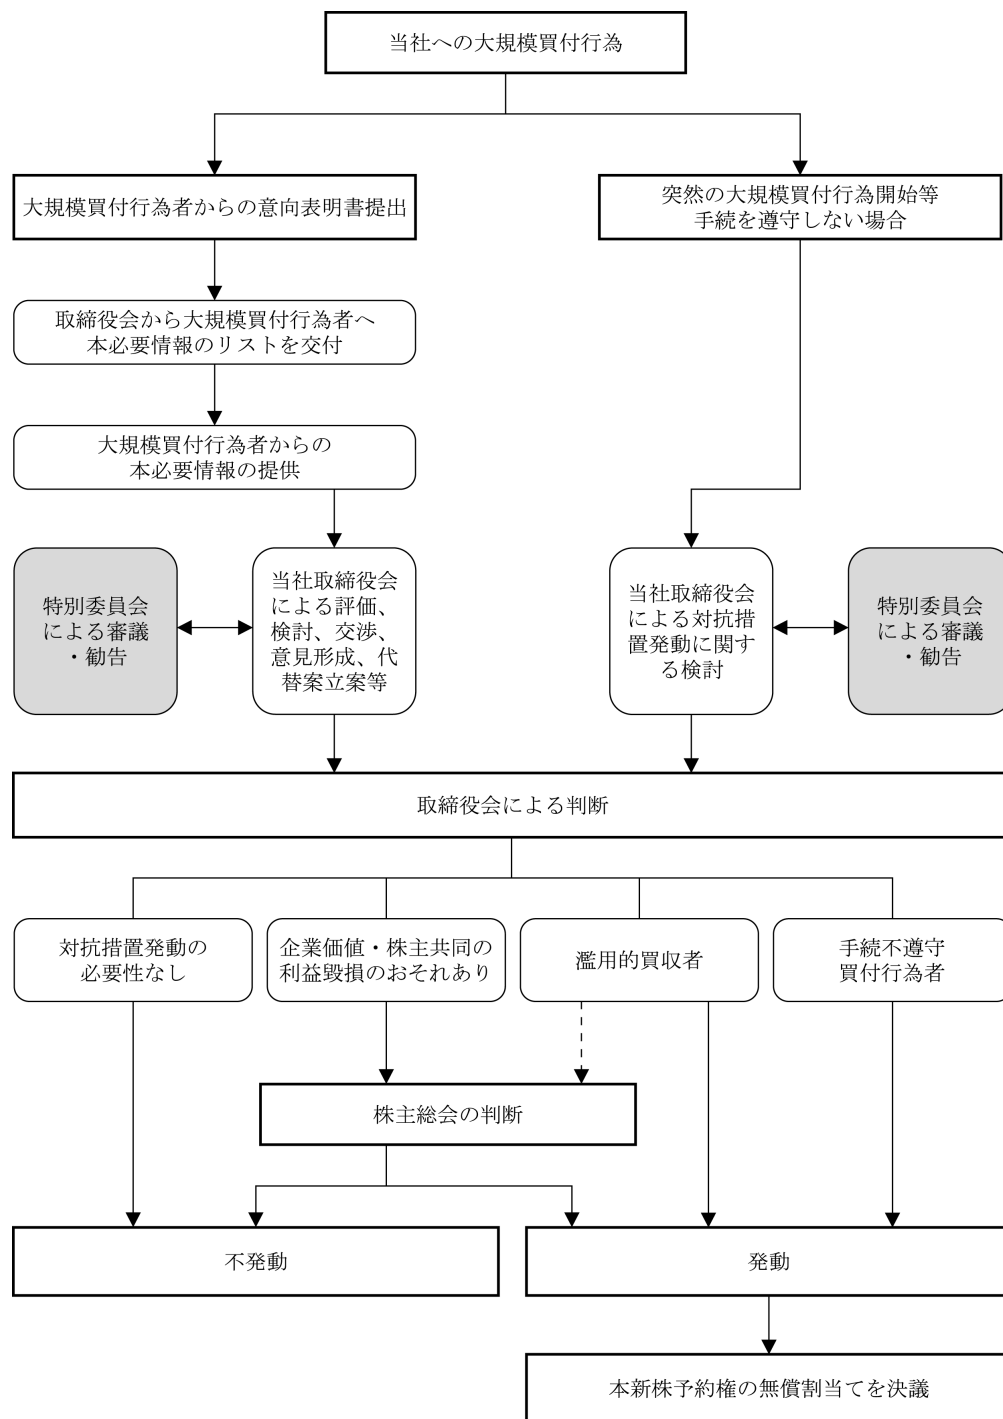 当社への大規模買付行為
大規模買付行為者からの意向表明書提出
突然の大規模買付行為開始等
手続を遵守しない場合
取締役会から大規模買付行為者へ
本必要情報のリストを交付
大規模買付行為者からの
本必要情報の提供
特別委員会
による審議
・勧告
当社取締役会
による評価、
検討、交渉、
意見形成、代
替案立案等
当社取締役会
による対抗措
置発動に関す
る検討
特別委員会
による審議
・勧告
取締役会による判断
対抗措置発動の
必要性なし
企業価値・株主共同の
利益毀損のおそれあり
濫用的買収者
手続不遵守
買付行為者
株主総会の判断
不発動
発動
本新株予約権の無償割当てを決議